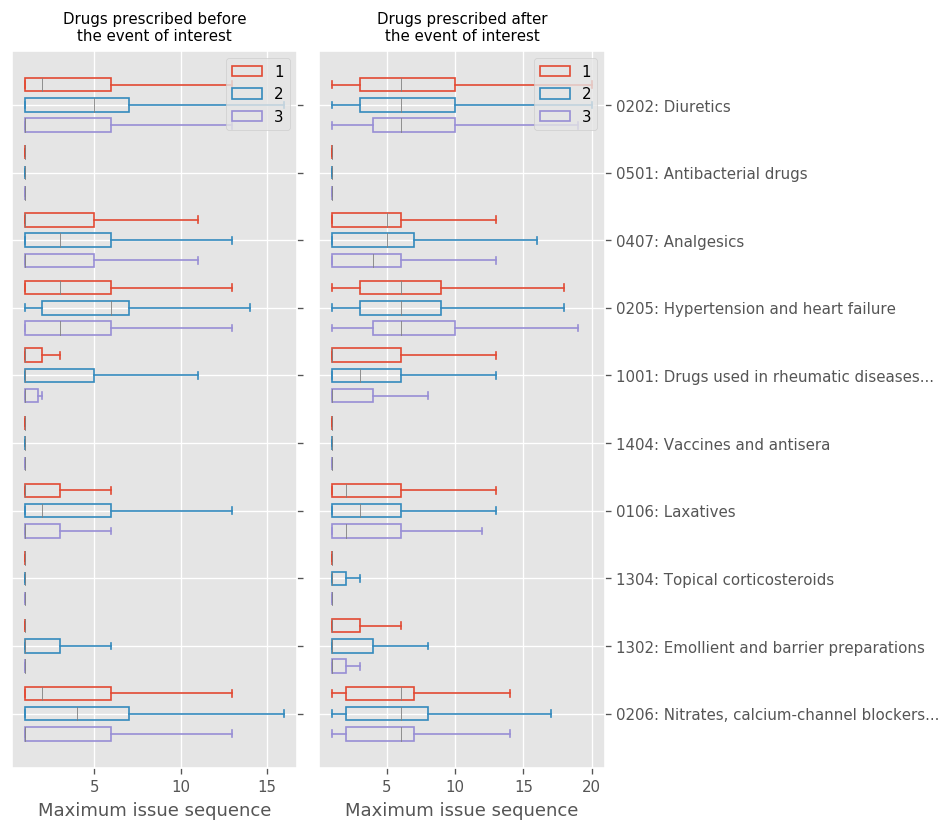 Drugs prescribed before
the event of interest
Drugs prescribed after
the event of interest
1
2
3
1
2
3
0202: Diuretics
0501: Antibacterial drugs
0407: Analgesics
0205: Hypertension and heart failure
1001: Drugs used in rheumatic diseases...
1404: Vaccines and antisera
0106: Laxatives
1304: Topical corticosteroids
1302: Emollient and barrier preparations
0206: Nitrates, calcium-channel blockers...
5 10 15
5 10 15 20
Maximum issue sequence
Maximum issue sequence